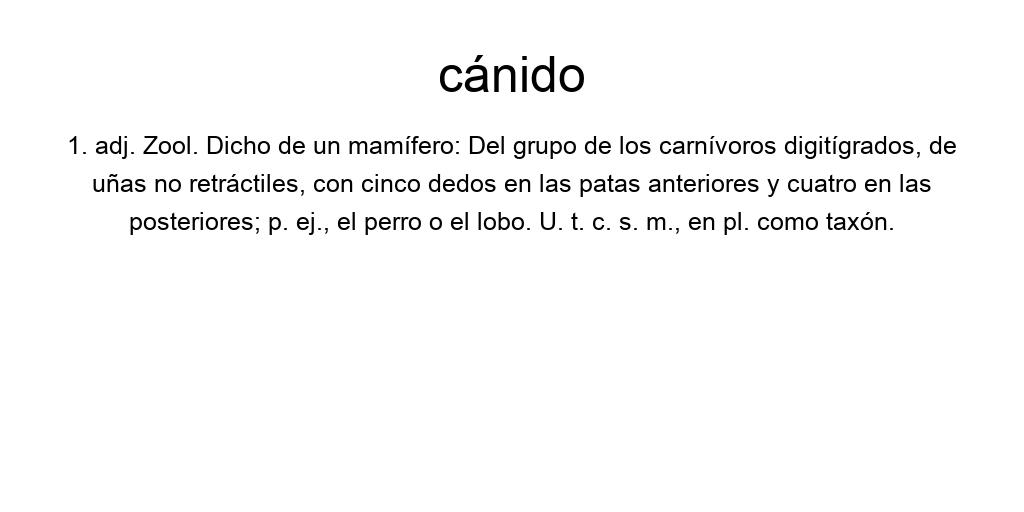 cánido
1. adj. Zool. Dicho de un mamífero: Del grupo de los carnívoros digitígrados, de
uñas no retráctiles, con cinco dedos en las patas anteriores y cuatro en las
posteriores; p. ej., el perro o el lobo. U. t. c. s. m., en pl. como taxón.